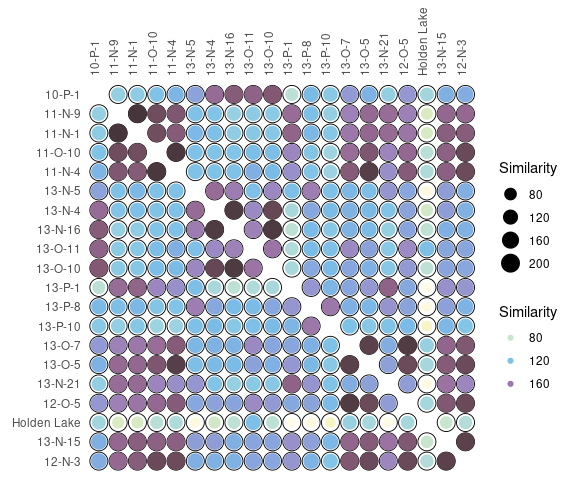 10-P-1 11-N-9 11-N-1 11-O-10 11-N-4 13-N-5 13-N-4 13-N-16 13-O-11 13-O-10 13-P-1 13-P-8 13-P-10 13-O-7 13-O-5 13-N-21 12-O-5 Holden Lake 13-N-15 12-N-3
10-P-1
11-N-9
11-N-1
11-O-10
11-N-4
13-N-5
13-N-4
13-N-16
13-O-11
13-O-10
13-P-1
13-P-8
13-P-10
13-O-7
13-O-5
13-N-21
12-O-5
Holden Lake
13-N-15
12-N-3
Similarity
80
120
160
200
Similarity
80
120
160